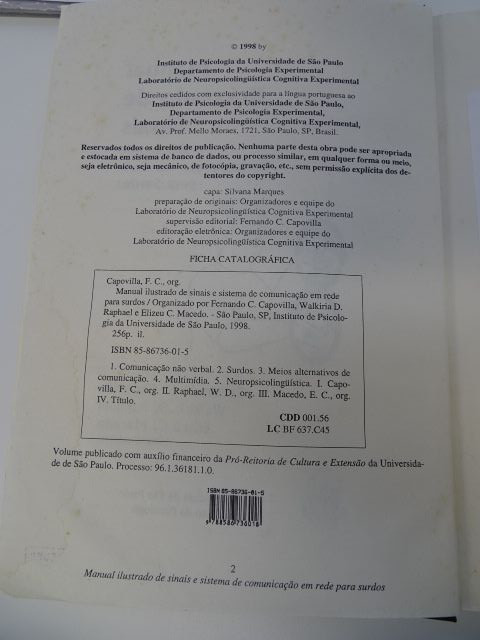 © 1998 by
Instituto de Psicologia da Universidade de São Paulo
Departamento de Psicologia Experimental
Laboratório de Neuropsicolingüística Cognitiva Experimental
Direitos cedidos com exclusividade para a língua portuguesa ao
Instituto de Psicologia da Universidade de São Paulo,
Departamento de Psicologia Experimental,
Laboratório de Neuropsicolingüística Cognitiva Experimental,
Av. Prof. Mello Moraes, 1721, São Paulo, SP, Brasil.
Reservados todos os direitos de publicação. Nenhuma parte desta obra pode ser apropriada
e estocada em sistema de banco de dados, ou processo similar, em qualquer forma ou meio,
seja eletrônico, seja mecânico, de fotocópia, gravação, etc., sem permissão explícita dos de-
tentores do copyright.
capa: Silvana Marques
preparação de originais: Organizadores e equipe do
Laboratório de Neuropsicolingüística Cognitiva Experimental
supervisão editorial: Fernando C. Capovilla
editoração eletrônica: Organizadores e equipe do
Laboratório de Neuropsicolingüística Cognitiva Experimental
FICHA CATALOGRÁFICA
Capovilla, F. C., org.
Manual ilustrado de sinais e sistema de comunicação em rede
para surdos / Organizado por Fernando C. Capovilla, Walkiria D.
Raphael e Elizeu C. Macedo. - São Paulo, SP, Instituto de Psicolo-
gia da Universidade de São Paulo, 1998.
256p. il.
ISBN 85-86736-01-5
1. Comunicação não verbal. 2. Surdos. 3. Meios alternativos de
comunicação. 4. Multimídia. 5. Neuropsicolingüística. I. Capo-
villa, F. C., org. II. Raphael, W. D., org. III. Macedo, E. C., org.
IV. Título.
CDD 001.56
LC BF 637.C45
Volume publicado com auxílio financeiro da Pró-Reitoria de Cultura e Extensão da Universida-
de de São Paulo. Processo: 96.1.36181.1.0.
ISBN 85-86736-01-5
9788586736018
2
Manual ilustrado de sinais e sistema de comunicação em rede para surdos